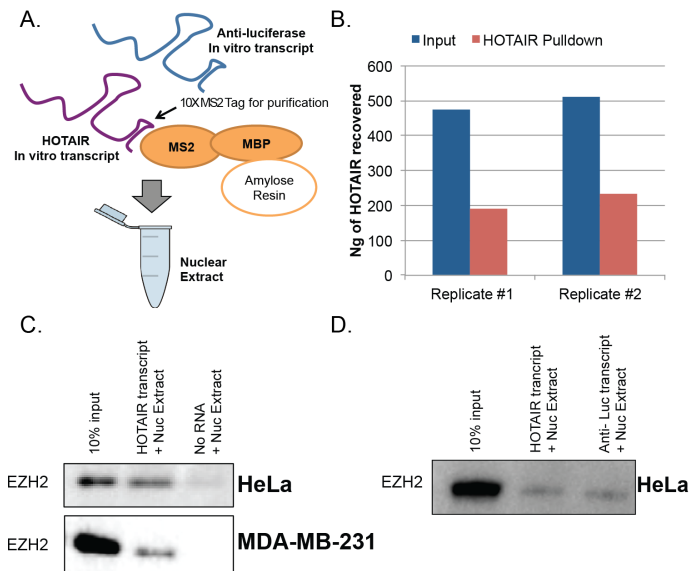 A.
Anti-luciferase
In vitro transcript
10X MS2 Tag for purification
HOTAIR
In vitro transcript
MS2
MBP
Amylose
Resin
Nuclear
Extract
B.
Input
HOTAIR Pulldown
Ng of HOTAIR recovered
600
500
400
300
200
100
0
Replicate #1
Replicate #2
C.
10% input
HOTAIR transcript
+ Nuc Extract
No RNA
+ Nuc Extract
EZH2
HeLa
EZH2
MDA-MB-231
D.
10% input
HOTAIR trancript
+ Nuc Extract
Anti- Luc transcript
+ Nuc Extract
EZH2
HeLa